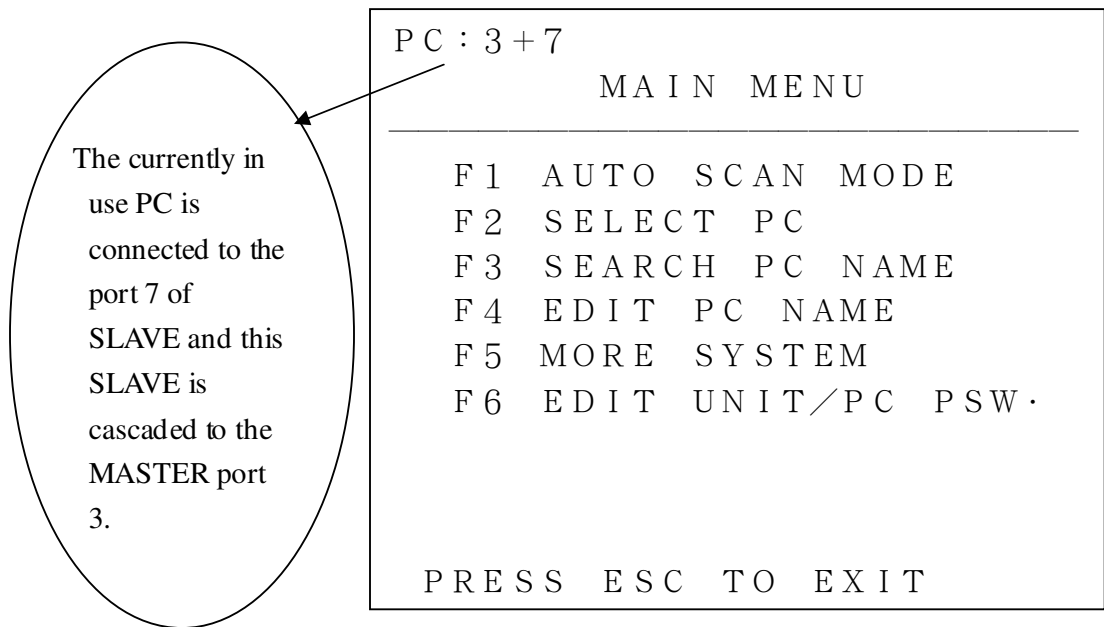 PC:3+7
MAIN MENU
F1 AUTO SCAN MODE
F2 SELECT PC
F3 SEARCH PC NAME
F4 EDIT PC NAME
F5 MORE SYSTEM
F6 EDIT UNIT/PC PSW.
PRESS ESC TO EXIT
The currently in
use PC is
connected to the
port 7 of
SLAVE and this
SLAVE is
cascaded to the
MASTER port
3.